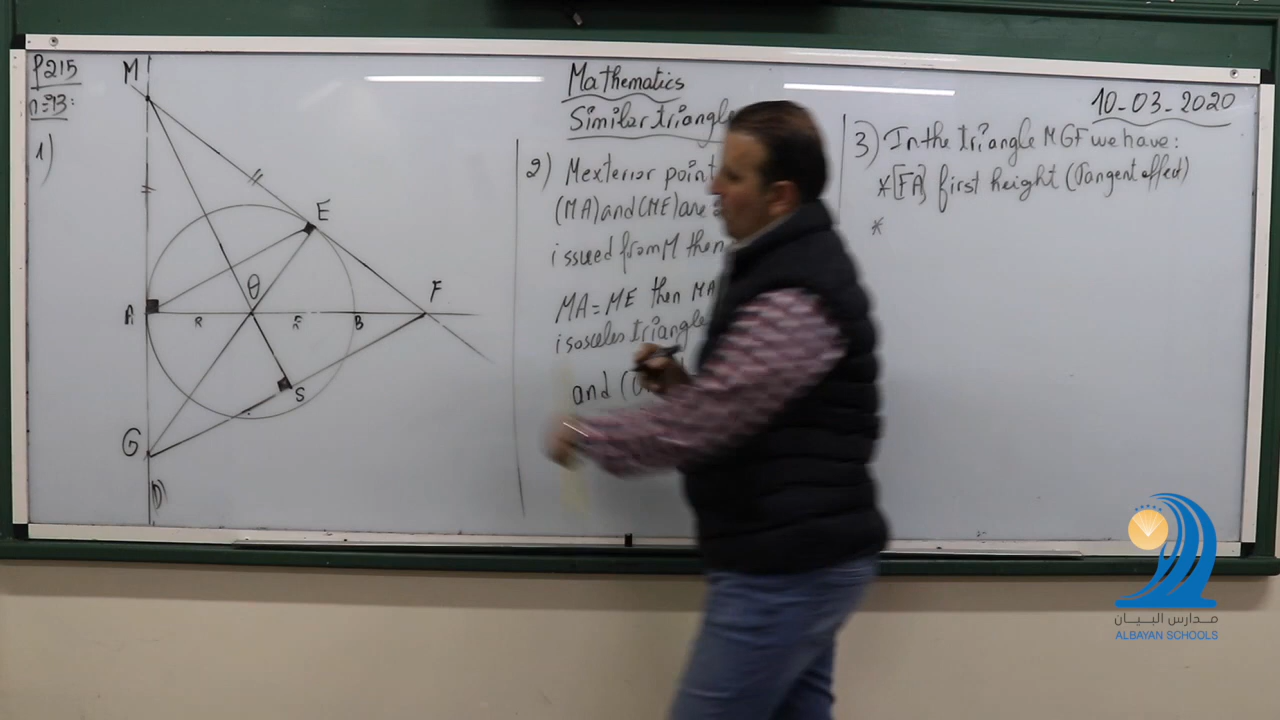 P215
n=93:
1)
M
E
θ
F
A
R
R
B
S
G
D
Mathematics
Similar triangle
2) M exterior point
(MA) and (ME) are
issued from M then
MA = ME then MA
isosceles triangle
and (O
10-03-2020
3) In the triangle MGF we have:
* [FA] first height (Tangent affect)
*
مدارس البيان
ALBAYAN SCHOOLS